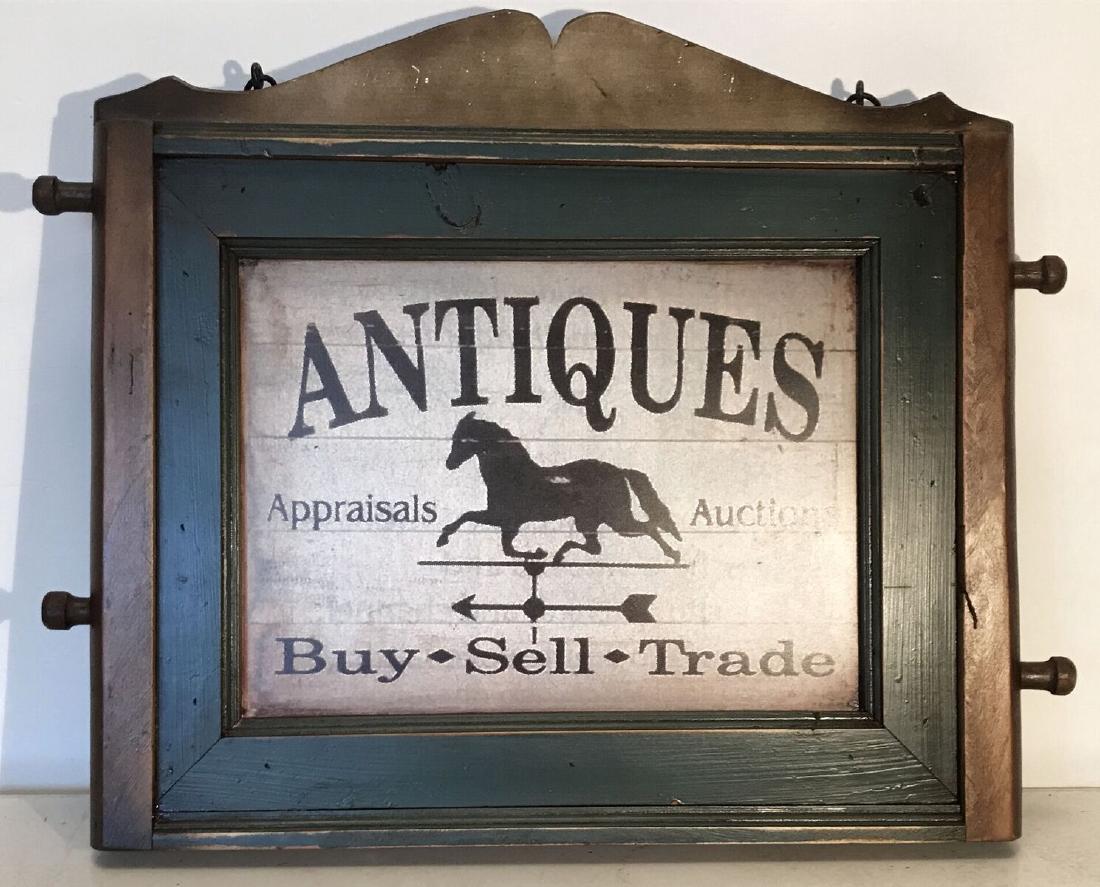 ANTIQUES
Appraisals Auctions
Buy • Sell • Trade